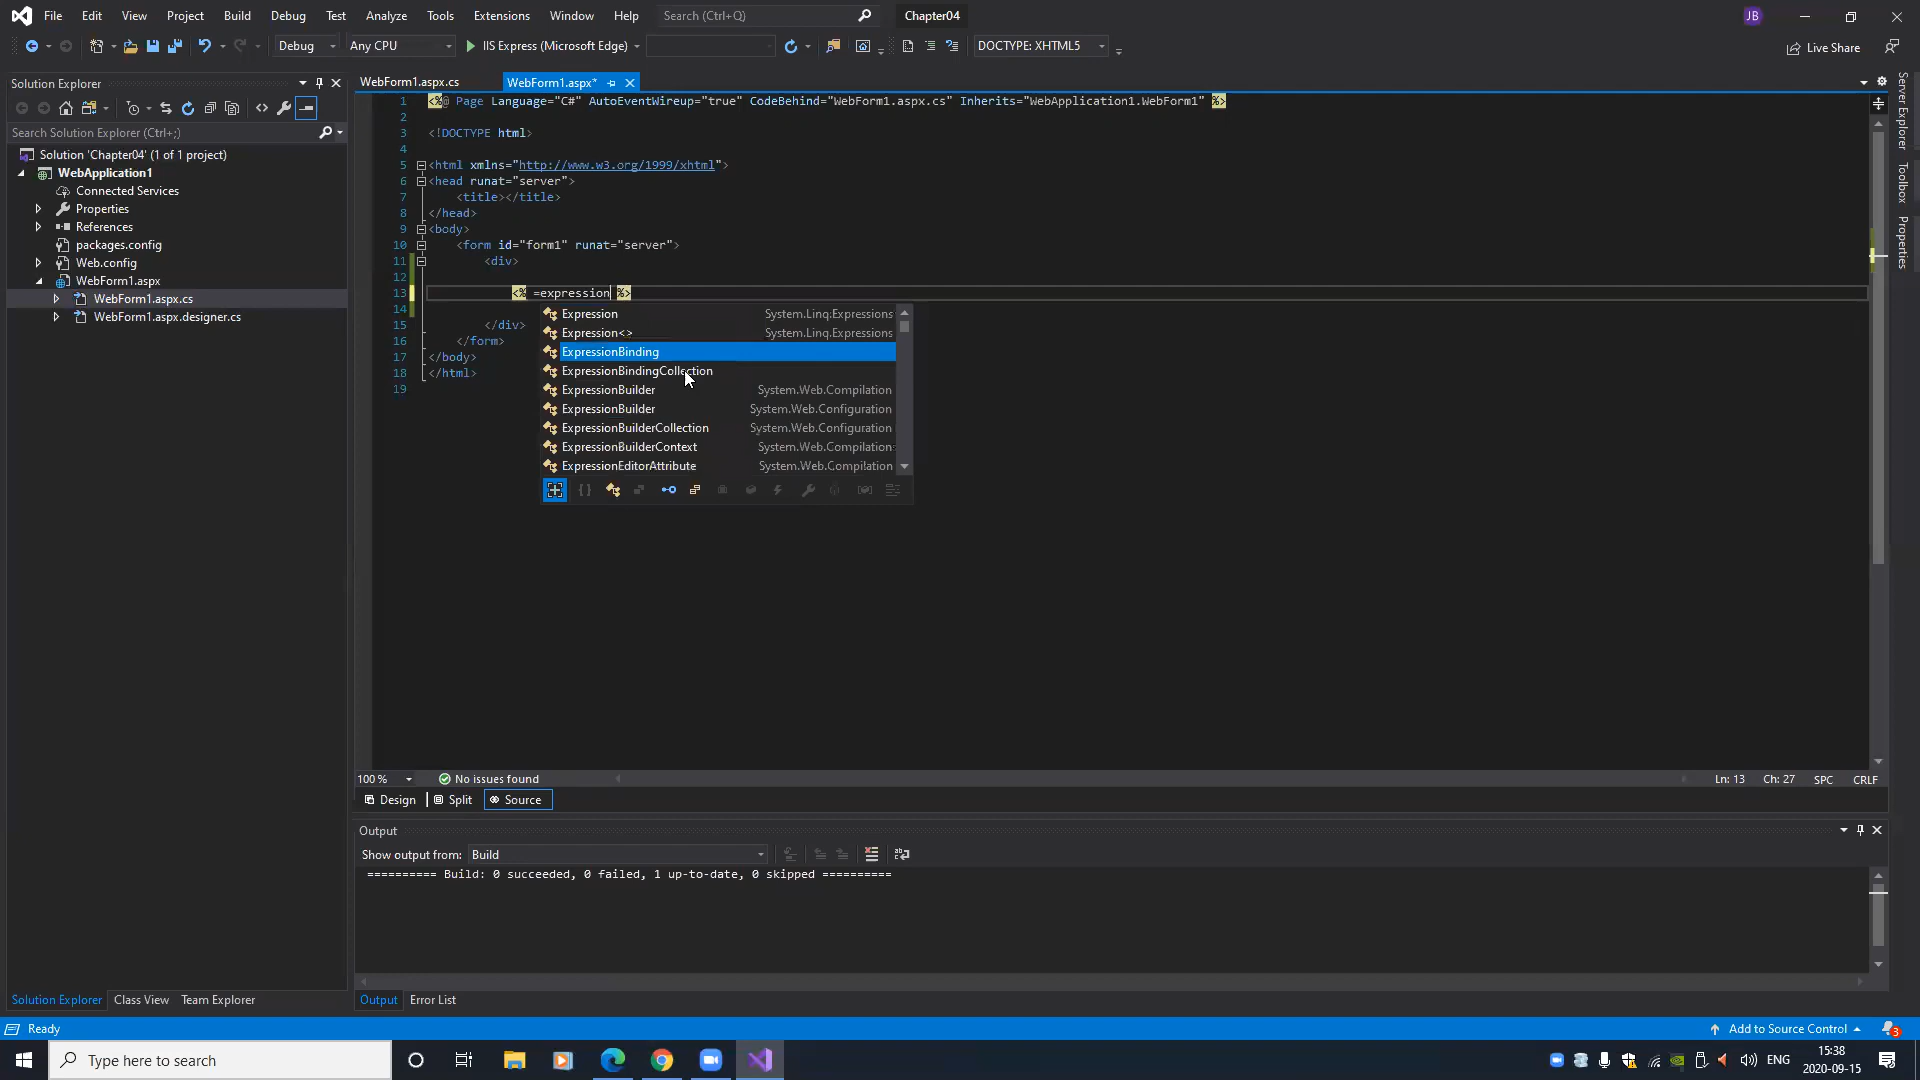 File Edit View Project Build Debug Test Analyze Tools Extensions Window Help Search (Ctrl+Q) Chapter04 JB
Debug Any CPU IIS Express (Microsoft Edge) DOCTYPE: XHTML5 Live Share
Solution Explorer
Search Solution Explorer (Ctrl+;)
Solution 'Chapter04' (1 of 1 project)
WebApplication1
Connected Services
Properties
References
packages.config
Web.config
WebForm1.aspx
WebForm1.aspx.cs
WebForm1.aspx.designer.cs
Solution Explorer Class View Team Explorer
WebForm1.aspx.cs WebForm1.aspx*
1 <%@ Page Language="C#" AutoEventWireup="true" CodeBehind="WebForm1.aspx.cs" Inherits="WebApplication1.WebForm1" %>
2
3 <!DOCTYPE html>
4
5 <html xmlns="http://www.w3.org/1999/xhtml">
6 <head runat="server">
7 <title></title>
8 </head>
9 <body>
10 <form id="form1" runat="server">
11 <div>
12
13 <% =expression %>
14
15 </div>
16 </form>
17 </body>
18 </html>
19
Expression System.Linq.Expressions
Expression<> System.Linq.Expressions
ExpressionBinding
ExpressionBindingCollection
ExpressionBuilder System.Web.Compilation
ExpressionBuilder System.Web.Configuration
ExpressionBuilderCollection System.Web.Configuration
ExpressionBuilderContext System.Web.Compilation
ExpressionEditorAttribute System.Web.Compilation
100 % No issues found Ln: 13 Ch: 27 SPC CRLF
Design Split Source
Output
Show output from: Build
========== Build: 0 succeeded, 0 failed, 1 up-to-date, 0 skipped ==========
Output Error List
Server Explorer
Toolbox
Properties
Ready Add to Source Control 3
Type here to search ENG 15:38
2020-09-15